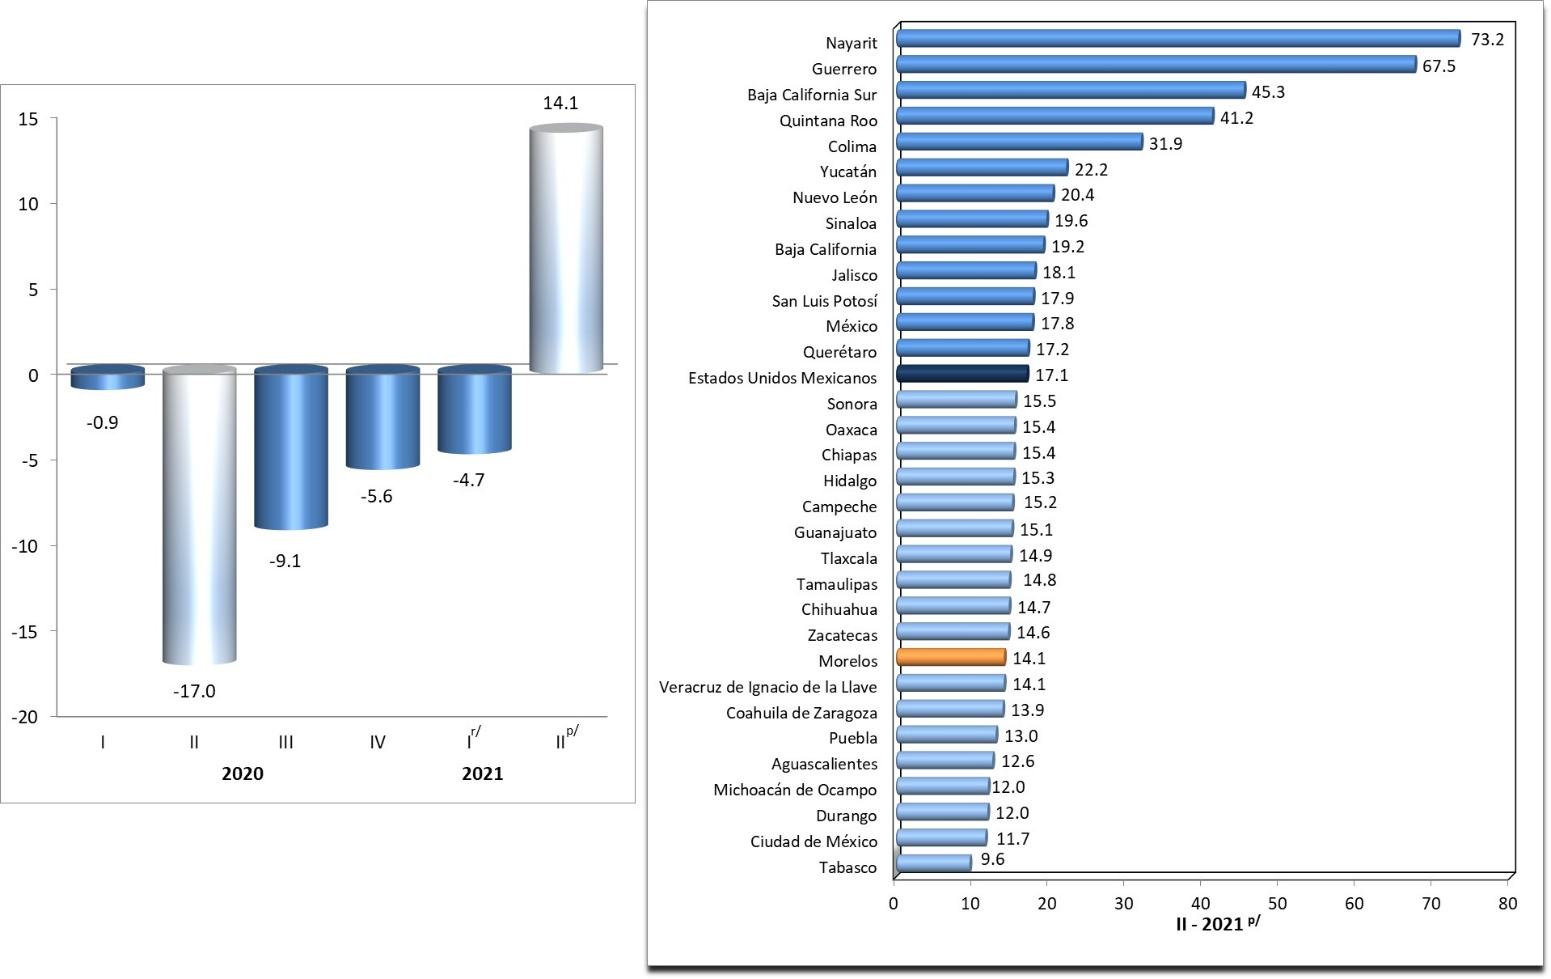 14.1
15
10
5
0
-5
-10
-15
-20
-0.9
-17.0
-9.1
-5.6
-4.7
I II III IV I r/ II p/
2020 2021
Nayarit 73.2
Guerrero 67.5
Baja California Sur 45.3
Quintana Roo 41.2
Colima 31.9
Yucatán 22.2
Nuevo León 20.4
Sinaloa 19.6
Baja California 19.2
Jalisco 18.1
San Luis Potosí 17.9
México 17.8
Querétaro 17.2
Estados Unidos Mexicanos 17.1
Sonora 15.5
Oaxaca 15.4
Chiapas 15.4
Hidalgo 15.3
Campeche 15.2
Guanajuato 15.1
Tlaxcala 14.9
Tamaulipas 14.8
Chihuahua 14.7
Zacatecas 14.6
Morelos 14.1
Veracruz de Ignacio de la Llave 14.1
Coahuila de Zaragoza 13.9
Puebla 13.0
Aguascalientes 12.6
Michoacán de Ocampo 12.0
Durango 12.0
Ciudad de México 11.7
Tabasco 9.6
0 10 20 30 40 50 60 70 80
II - 2021 p/